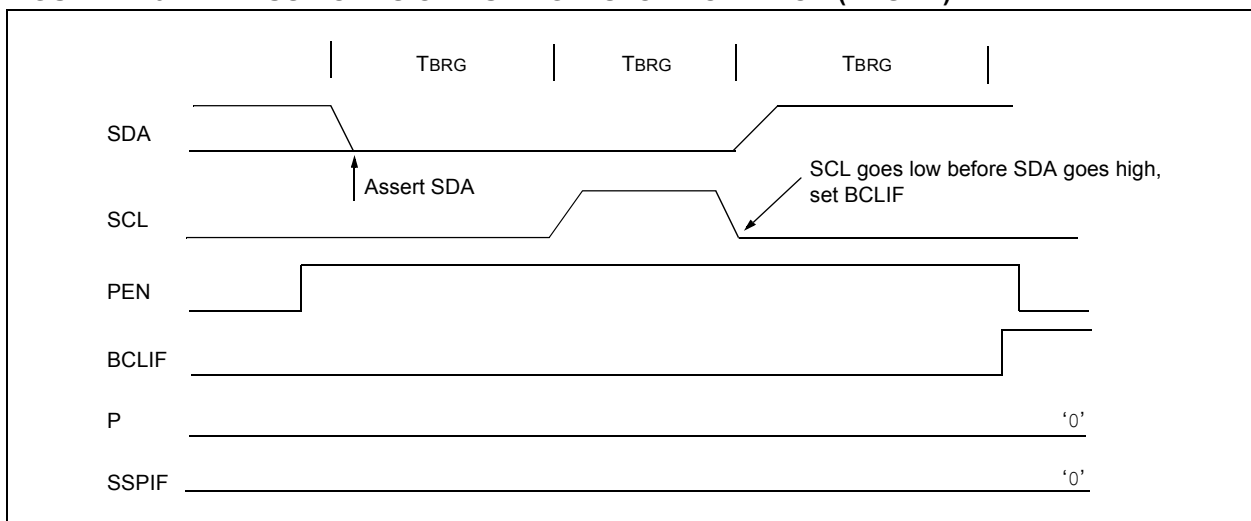 TBRG TBRG TBRG
SDA
SCL goes low before SDA goes high,
set BCLIF
Assert SDA
SCL
PEN
BCLIF
P ‘0’
SSPIF ‘0’